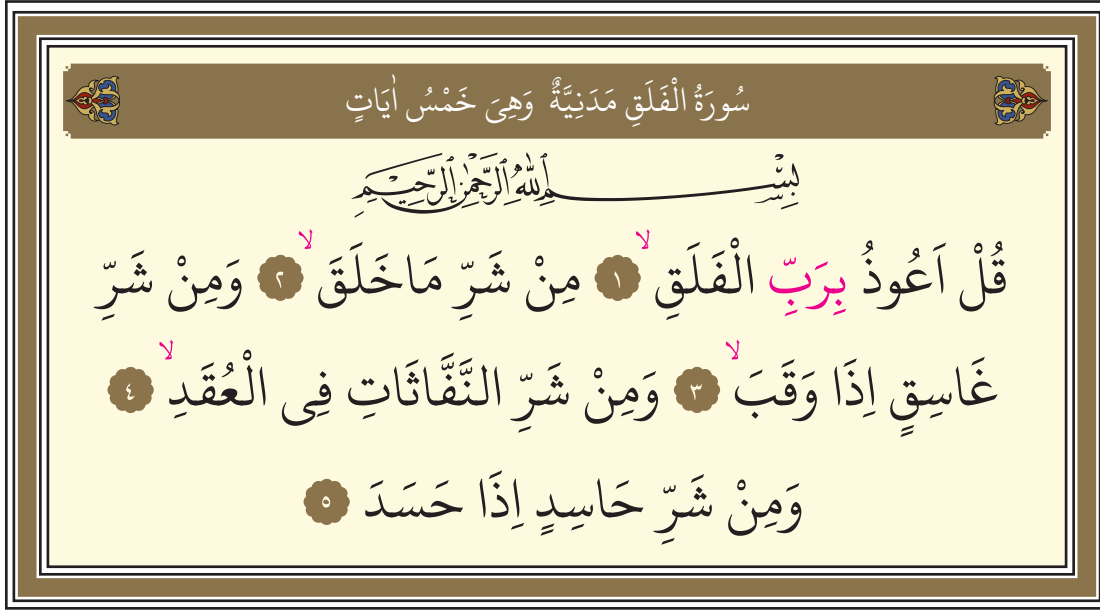 سُورَةُ الْفَلَقِ مَدَنِيَّةٌ وَهِىَ خَمْسُ اٰيَاتٍ
بِسْمِ اللّٰهِ الرَّحْمٰنِ الرَّحِيمِ
قُلْ اَعُوذُ بِرَبِّ الْفَلَقِۙ ١ مِنْ شَرِّ مَاخَلَقَۙ ٢ وَمِنْ شَرِّ
غَاسِقٍ اِذَا وَقَبَۙ ٣ وَمِنْ شَرِّ النَّفَّاثَاتِ فِى الْعُقَدِۙ ٤
وَمِنْ شَرِّ حَاسِدٍ اِذَا حَسَدَ ٥